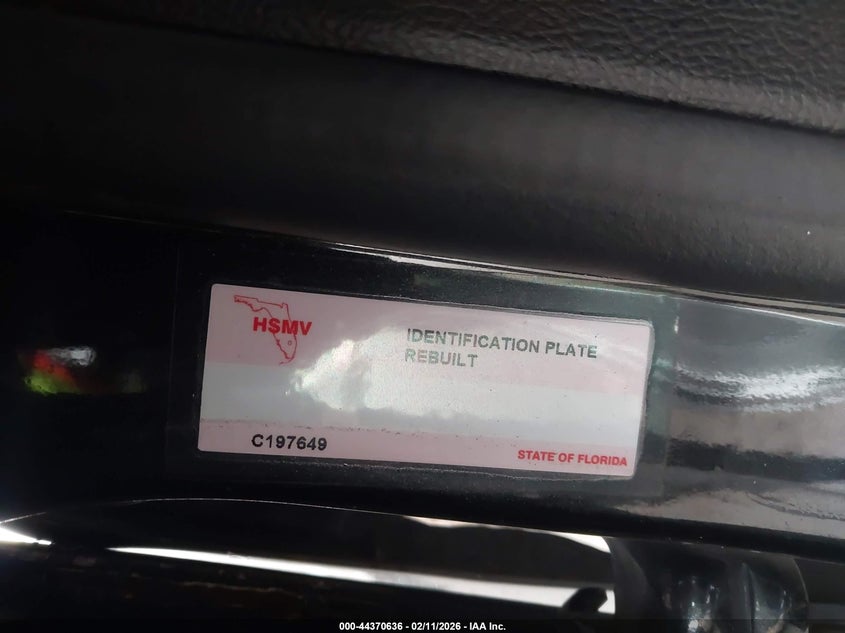 HSMV
IDENTIFICATION PLATE
REBUILT
C197649
STATE OF FLORIDA
000-44370636 - 02/11/2026 - IAA Inc.